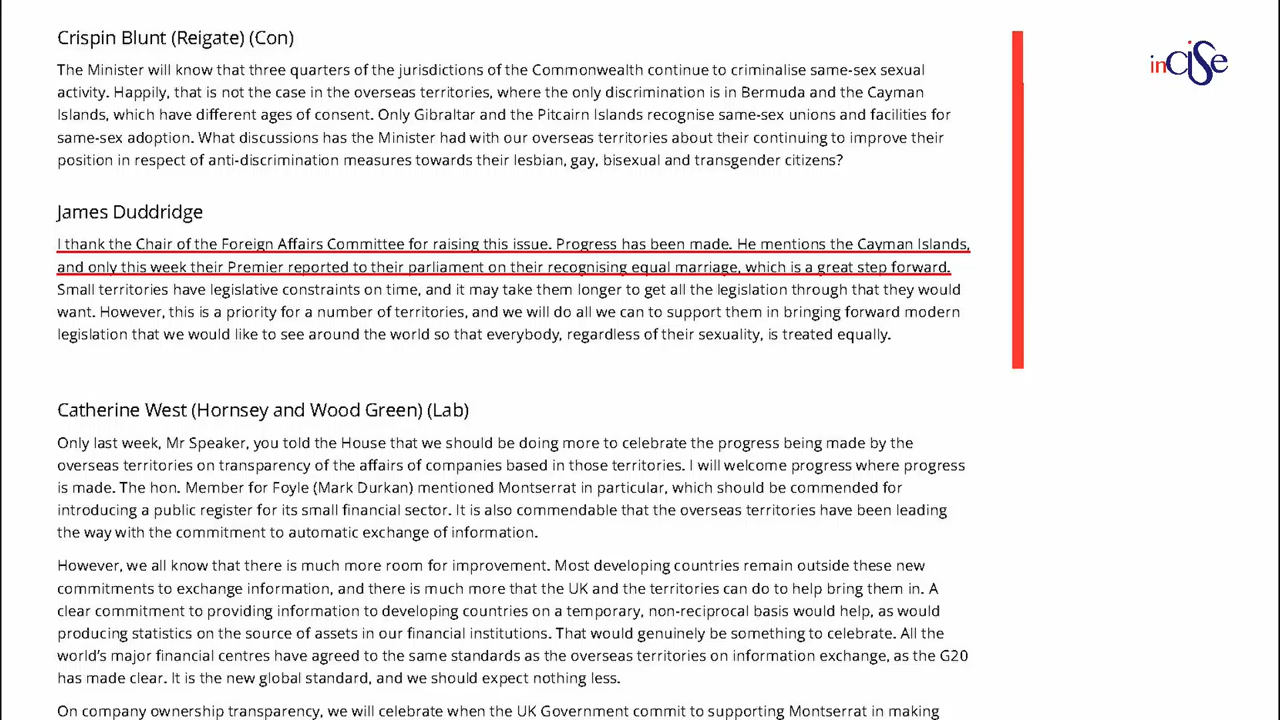 Crispin Blunt (Reigate) (Con)
The Minister will know that three quarters of the jurisdictions of the Commonwealth continue to criminalise same-sex sexual
activity. Happily, that is not the case in the overseas territories, where the only discrimination is in Bermuda and the Cayman
Islands, which have different ages of consent. Only Gibraltar and the Pitcairn Islands recognise same-sex unions and facilities for
same-sex adoption. What discussions has the Minister had with our overseas territories about their continuing to improve their
position in respect of anti-discrimination measures towards their lesbian, gay, bisexual and transgender citizens?
James Duddridge
I thank the Chair of the Foreign Affairs Committee for raising this issue. Progress has been made. He mentions the Cayman Islands,
and only this week their Premier reported to their parliament on their recognising equal marriage, which is a great step forward.
Small territories have legislative constraints on time, and it may take them longer to get all the legislation through that they would
want. However, this is a priority for a number of territories, and we will do all we can to support them in bringing forward modern
legislation that we would like to see around the world so that everybody, regardless of their sexuality, is treated equally.
Catherine West (Hornsey and Wood Green) (Lab)
Only last week, Mr Speaker, you told the House that we should be doing more to celebrate the progress being made by the
overseas territories on transparency of the affairs of companies based in those territories. I will welcome progress where progress
is made. The hon. Member for Foyle (Mark Durkan) mentioned Montserrat in particular, which should be commended for
introducing a public register for its small financial sector. It is also commendable that the overseas territories have been leading
the way with the commitment to automatic exchange of information.
However, we all know that there is much more room for improvement. Most developing countries remain outside these new
commitments to exchange information, and there is much more that the UK and the territories can do to help bring them in. A
clear commitment to providing information to developing countries on a temporary, non-reciprocal basis would help, as would
producing statistics on the source of assets in our financial institutions. That would genuinely be something to celebrate. All the
world's major financial centres have agreed to the same standards as the overseas territories on information exchange, as the G20
has made clear. It is the new global standard, and we should expect nothing less.
On company ownership transparency, we will celebrate when the UK Government commit to supporting Montserrat in making
inCiSe